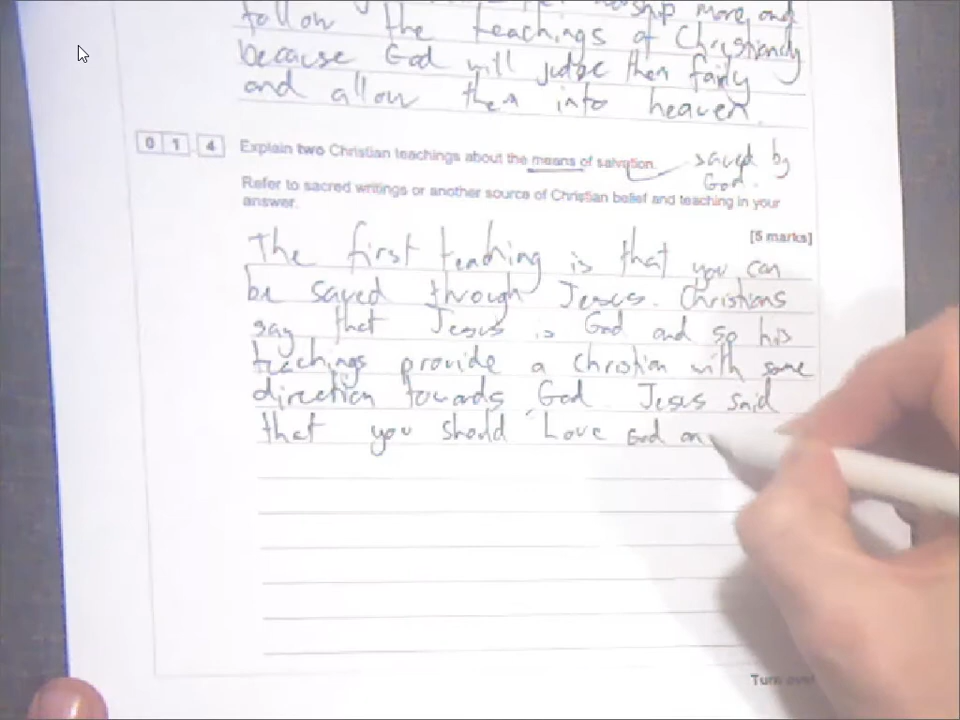 follow the teachings of Christianity
because God will judge them fairly
and allow them into heaven.
0 1 . 4 Explain two Christian teachings about the means of salvation.
saved by
God.
Refer to sacred writings or another source of Christian belief and teaching in your
answer.
[5 marks]
The first teaching is that you can
be saved through Jesus. Christians
say that Jesus is God and so his
teachings provide a Christian with some
direction towards God. Jesus said
that you should 'Love God an
Turn over